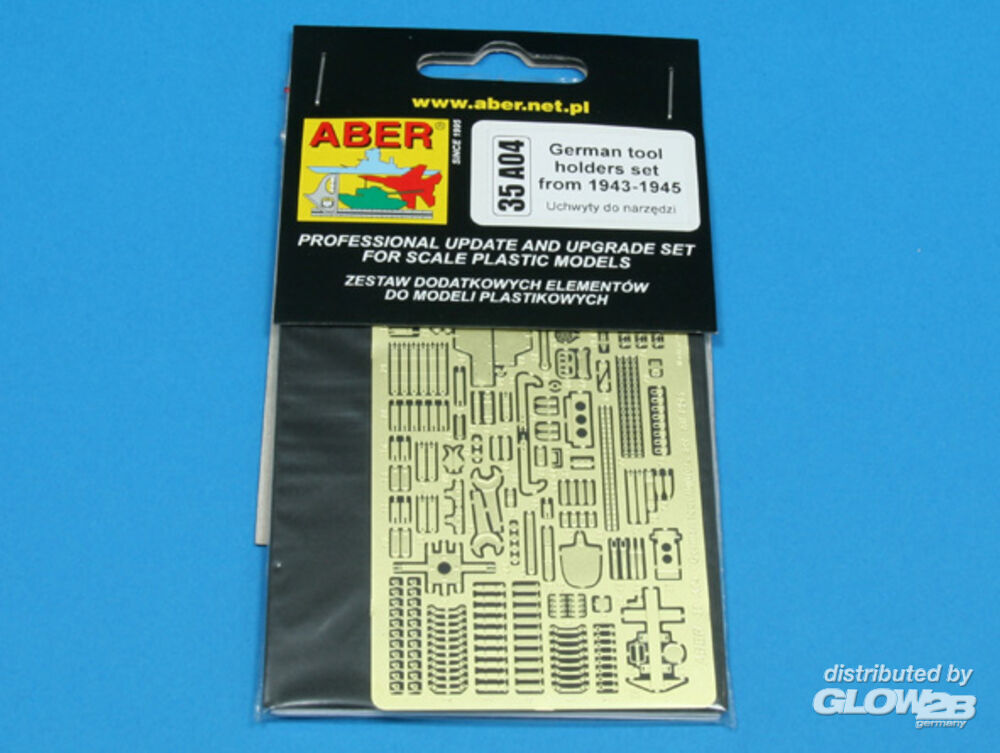 www.aber.net.pl
ABER®
SINCE 1995
35 A04
German tool
holders set
from 1943-1945
Uchwyty do narzędzi
PROFESSIONAL UPDATE AND UPGRADE SET
FOR SCALE PLASTIC MODELS
ZESTAW DODATKOWYCH ELEMENTÓW
DO MODELI PLASTIKOWYCH
distributed by
GLOW2B
germany